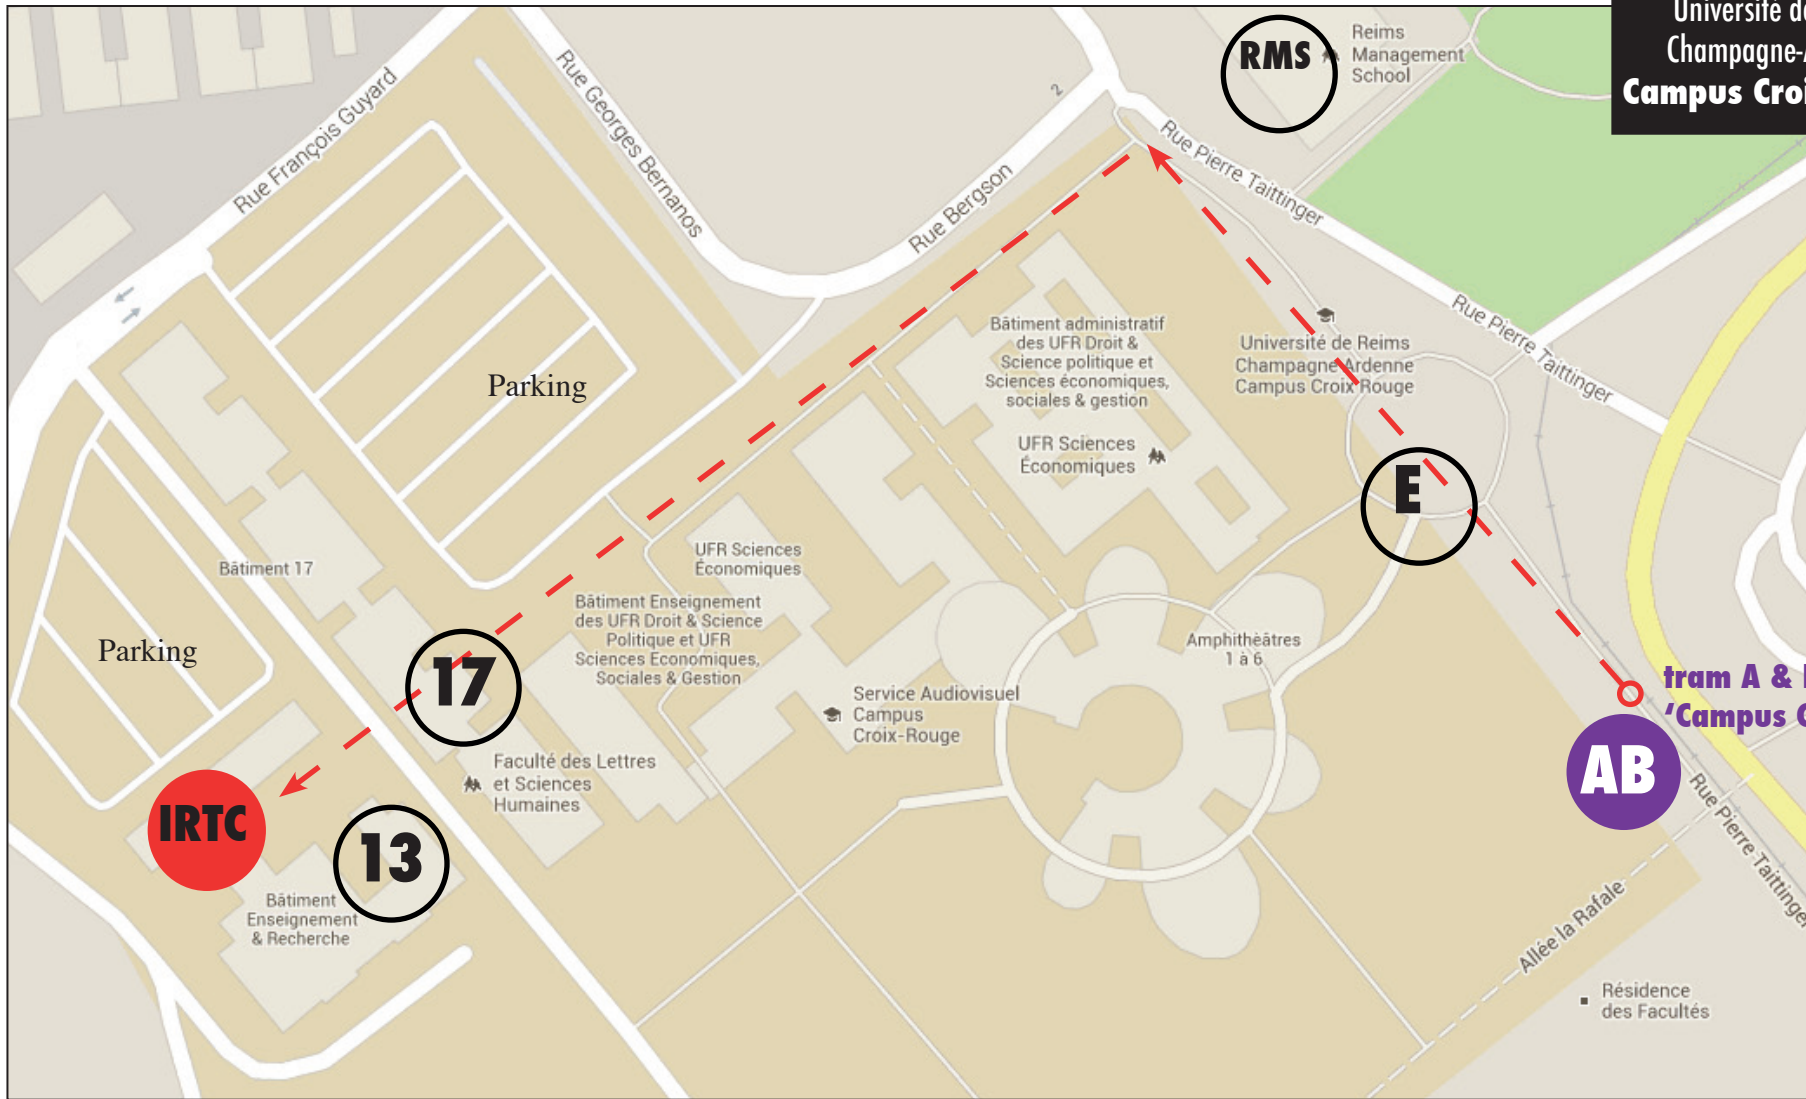 Université de
Champagne-A
Campus Croi
RMS
Reims
Management
School
Rue François Guyard
Rue Georges Bernanos
2
Rue Bergson
Rue Pierre Taittinger
Rue Pierre Taittinger
Parking
Bâtiment administratif
des UFR Droit &
Science politique et
Sciences économiques,
sociales & gestion
UFR Sciences
Économiques
Université de Reims
Champagne Ardenne
Campus Croix Rouge
E
Bâtiment 17
UFR Sciences
Économiques
Bâtiment Enseignement
des UFR Droit & Science
Politique et UFR
Sciences Economiques,
Sociales & Gestion
Parking
17
Amphithèâtres
1 à 6
tram A &
‘Campus
AB
Service Audiovisuel
Campus
Croix-Rouge
Faculté des Lettres
et Sciences
Humaines
IRTC
13
Bâtiment
Enseignement
& Recherche
Rue Pierre Taittinger
Allée la Rafale
Résidence
des Facultés